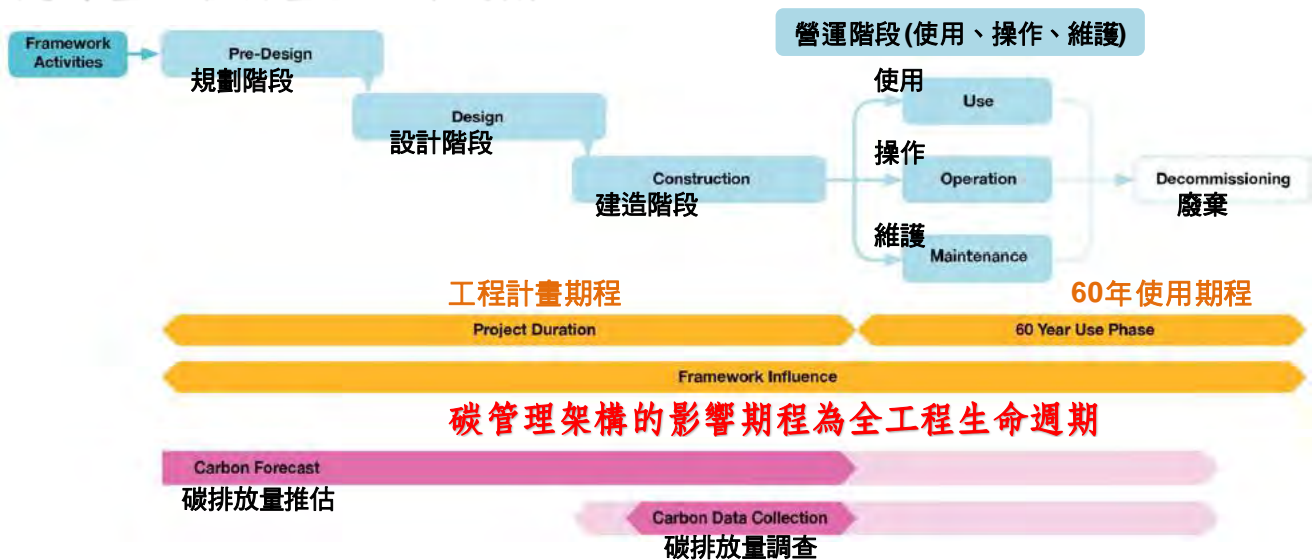 營運階段(使用、操作、維護)
Framework
Activities
Pre-Design
規劃階段
Design
設計階段
Construction
建造階段
使用
Use
操作
Operation
維護
Maintenance
Decommissioning
廢棄
工程計畫期程
60年使用期程
Project Duration
60 Year Use Phase
Framework Influence
碳管理架構的影響期程為全工程生命週期
Carbon Forecast
碳排放量推估
Carbon Data Collection
碳排放量調查